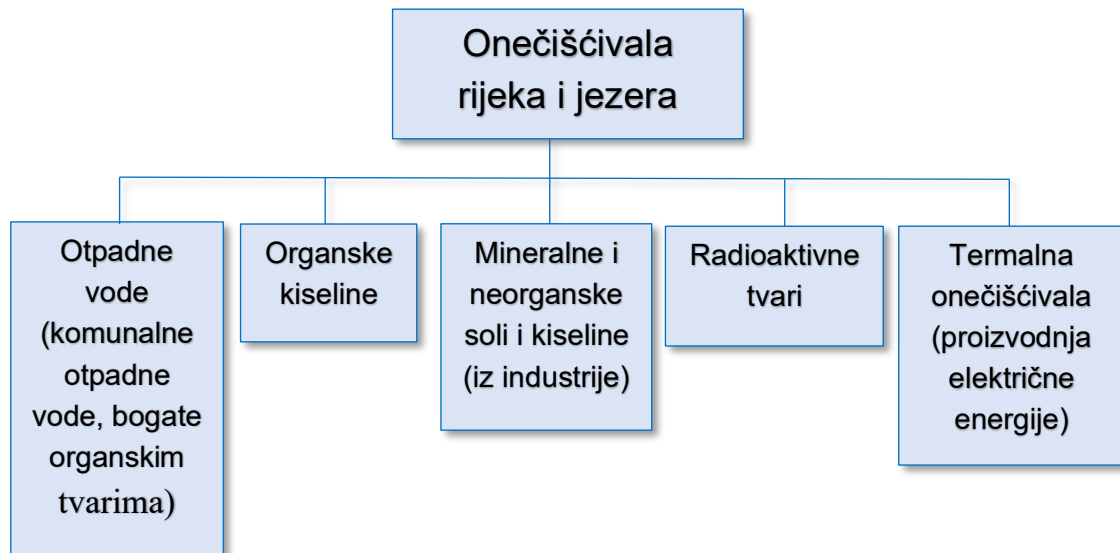 Onečišćivala
rijeka i jezera
Otpadne
vode
(komunalne
otpadne
vode, bogate
organskim
tvarima)
Organske
kiseline
Mineralne i
neorganske
soli i kiseline
(iz industrije)
Radioaktivne
tvari
Termalna
onečišćivala
(proizvodnja
električne
energije)